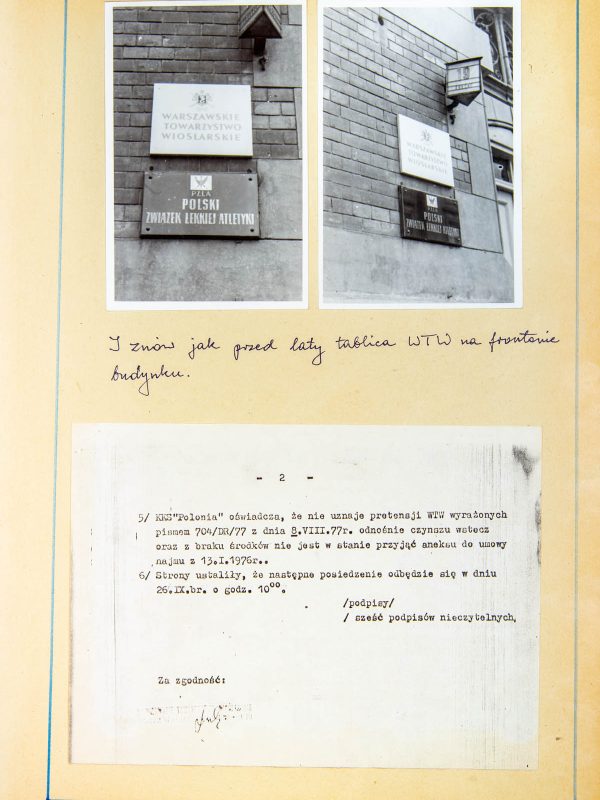 WARSZAWSKIE
TOWARZYSTWO
WIOŚLARSKIE
P.Z.L.A.
POLSKI
ZWIĄZEK LEKKIEJ ATLETYKI
10
WARSZAWSKIE
TOWARZYSTWO
WIOŚLARSKIE
PZLA
POLSKI
ZWIĄZEK LEKKIEJ ATLETYKI
I znów jak przed laty tablica WTW na frontonie
budynku.
- 2 -
5/ KKS"Polonia" oświadcza, że nie uznaje pretensji WTW wyrażonych
pismem 704/DR/77 z dnia 8.VIII.77r. odnośnie czynszu wstecz
oraz z braku środków nie jest w stanie przyjąć aneksu do umowy
najmu z 13.I.1976r..
6/ Strony ustaliły, że następne posiedzenie odbędzie się w dniu
26.IX.br. o godz. 10⁰⁰.
/podpisy/
/ sześć podpisów nieczytelnych,
Za zgodność: